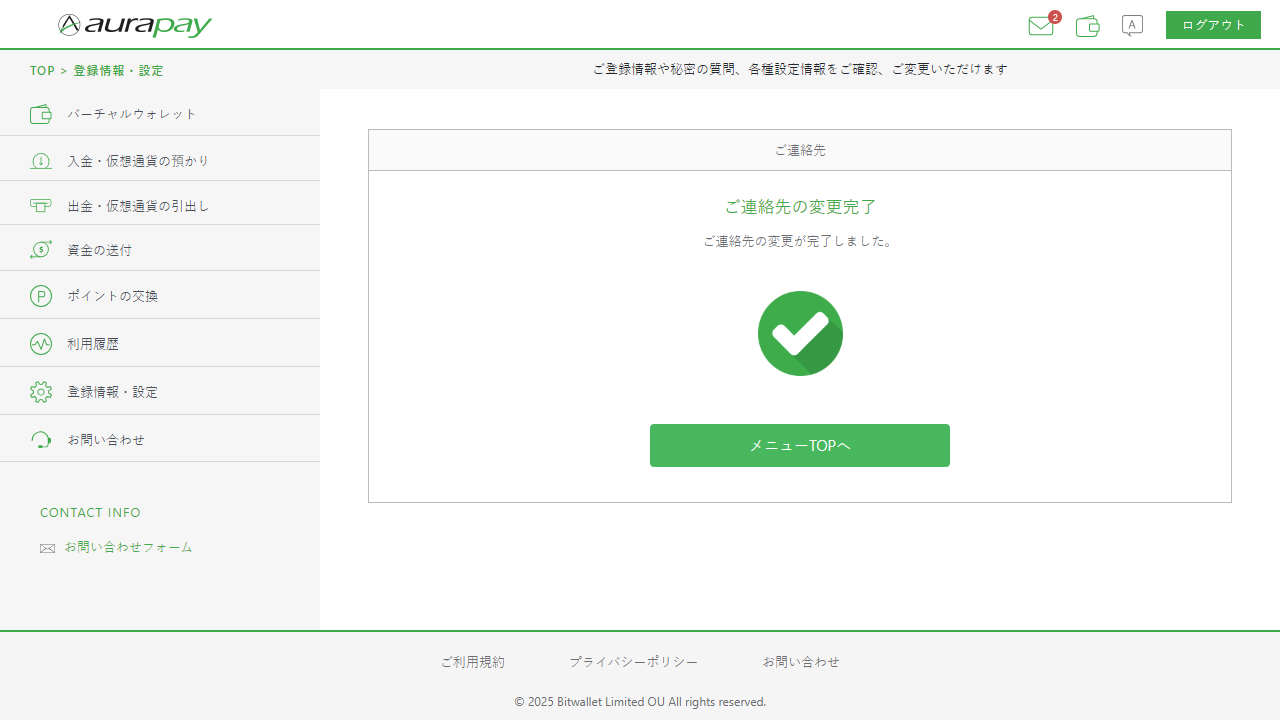 aurapay
2
A
ログアウト
TOP > 登録情報・設定
ご登録情報や秘密の質問、各種設定情報をご確認、ご変更いただけます
バーチャルウォレット
入金・仮想通貨の預かり
出金・仮想通貨の引出し
資金の送付
ポイントの交換
利用履歴
登録情報・設定
お問い合わせ
CONTACT INFO
お問い合わせフォーム
ご連絡先
ご連絡先の変更完了
ご連絡先の変更が完了しました。
メニューTOPへ
ご利用規約
プライバシーポリシー
お問い合わせ
© 2025 Bitwallet Limited OU All rights reserved.